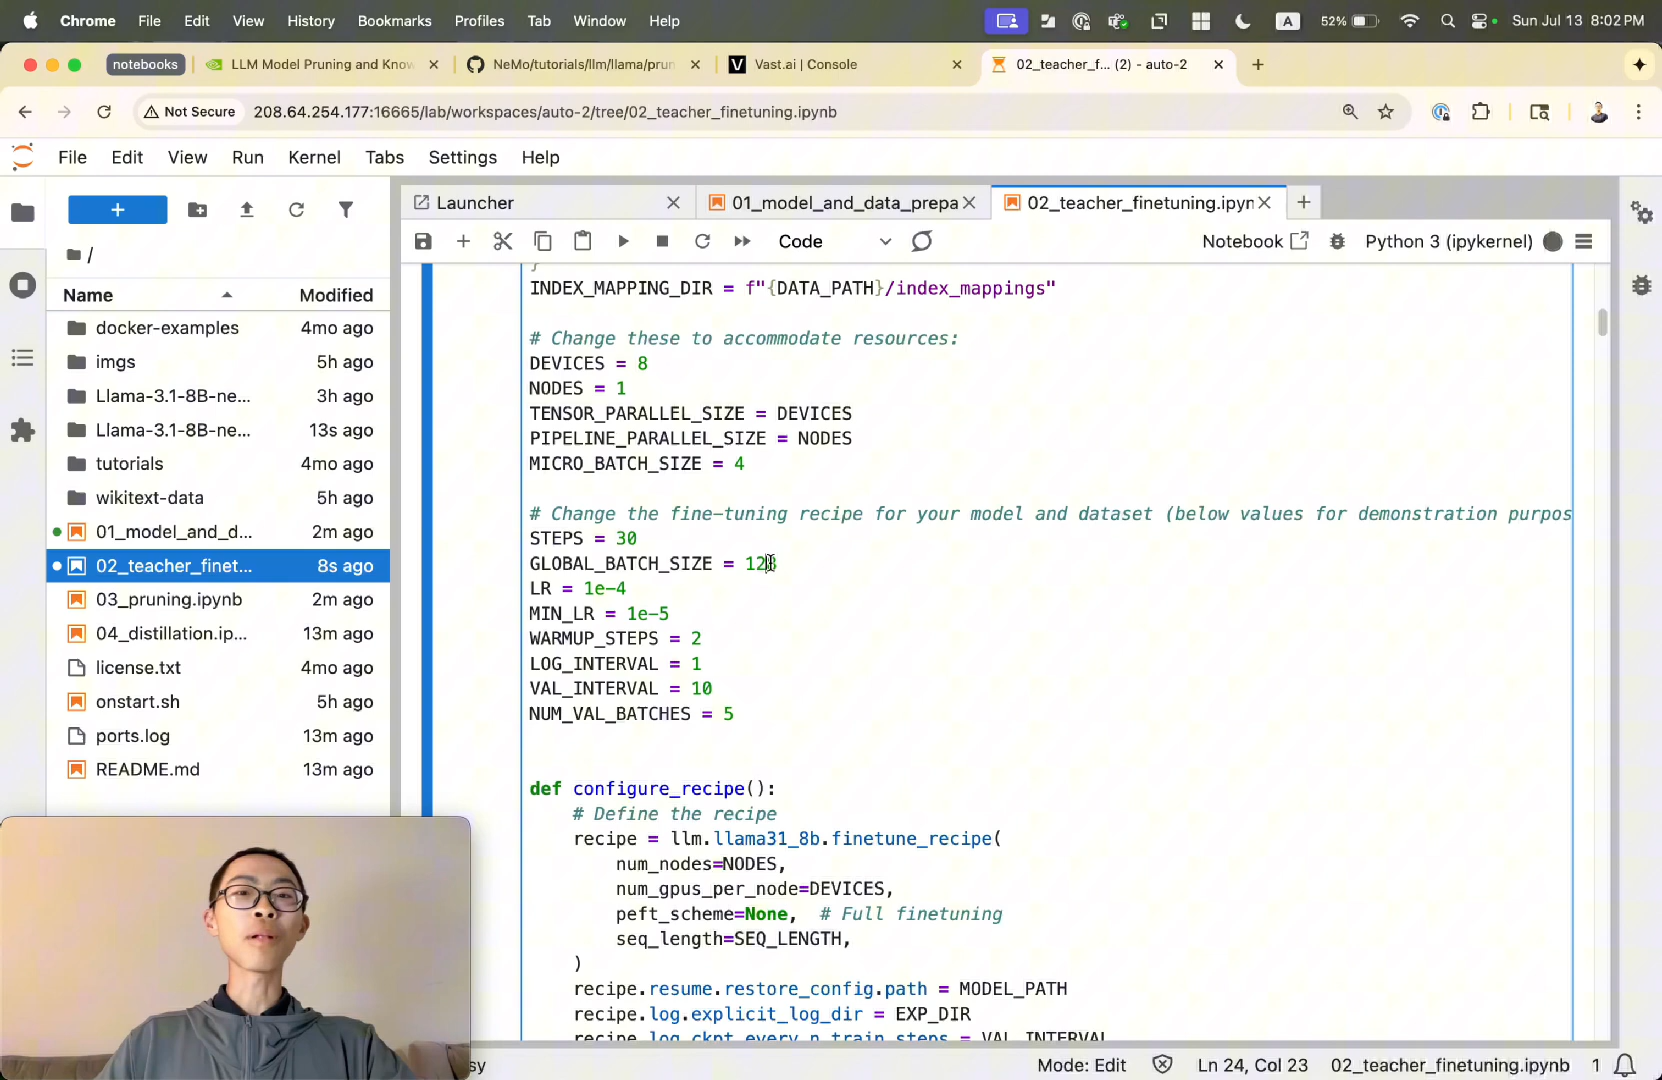 Chrome File Edit View History Bookmarks Profiles Tab Window Help A 52% Sun Jul 13 8:02 PM
notebooks LLM Model Pruning and Know NeMo/tutorials/llm/llama/prun Vast.ai | Console 02_teacher_f... (2) - auto-2
Not Secure 208.64.254.177:16665/lab/workspaces/auto-2/tree/02_teacher_finetuning.ipynb
File Edit View Run Kernel Tabs Settings Help
Launcher 01_model_and_data_prepa 02_teacher_finetuning.ipyn
Code Notebook Python 3 (ipykernel)
/
Name Modified
docker-examples 4mo ago
imgs 5h ago
Llama-3.1-8B-ne... 3h ago
Llama-3.1-8B-ne... 13s ago
tutorials 4mo ago
wikitext-data 5h ago
01_model_and_d... 2m ago
02_teacher_finet... 8s ago
03_pruning.ipynb 2m ago
04_distillation.ip... 13m ago
license.txt 4mo ago
onstart.sh 5h ago
ports.log 13m ago
README.md 13m ago
}
INDEX_MAPPING_DIR = f"{DATA_PATH}/index_mappings"
# Change these to accommodate resources:
DEVICES = 8
NODES = 1
TENSOR_PARALLEL_SIZE = DEVICES
PIPELINE_PARALLEL_SIZE = NODES
MICRO_BATCH_SIZE = 4
# Change the fine-tuning recipe for your model and dataset (below values for demonstration purpos
STEPS = 30
GLOBAL_BATCH_SIZE = 128
LR = 1e-4
MIN_LR = 1e-5
WARMUP_STEPS = 2
LOG_INTERVAL = 1
VAL_INTERVAL = 10
NUM_VAL_BATCHES = 5
def configure_recipe():
# Define the recipe
recipe = llm.llama31_8b.finetune_recipe(
num_nodes=NODES,
num_gpus_per_node=DEVICES,
peft_scheme=None, # Full finetuning
seq_length=SEQ_LENGTH,
)
recipe.resume.restore_config.path = MODEL_PATH
recipe.log.explicit_log_dir = EXP_DIR
recipe.log.ckpt.every_n_train_steps = VAL_INTERVAL
sy Mode: Edit Ln 24, Col 23 02_teacher_finetuning.ipynb 1